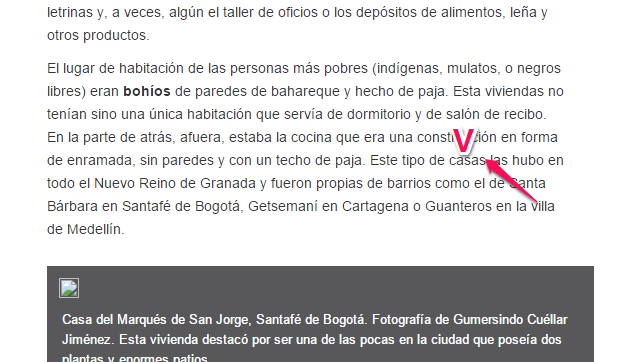 letrinas y, a veces, algún el taller de oficios o los depósitos de alimentos, leña y
otros productos.
El lugar de habitación de las personas más pobres (indígenas, mulatos, o negros
libres) eran bohíos de paredes de bahareque y hecho de paja. Esta viviendas no
tenían sino una única habitación que servía de dormitorio y de salón de recibo.
En la parte de atrás, afuera, estaba la cocina que era una construcción en forma
V
de enramada, sin paredes y con un techo de paja. Este tipo de casas las hubo en
todo el Nuevo Reino de Granada y fueron propias de barrios como el de Santa
Bárbara en Santafé de Bogotá, Getsemaní en Cartagena o Guanteros en la villa
de Medellín.
Casa del Marqués de San Jorge, Santafé de Bogotá. Fotografía de Gumersindo Cuéllar
Jiménez. Esta vivienda destacó por ser una de las pocas en la ciudad que poseía dos
plantas y enormes patios